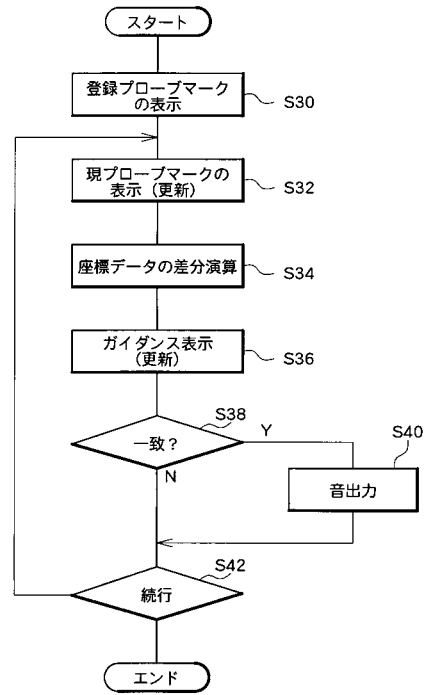 スタート
登録プローブマーク
の表示
S30
現プローブマークの
表示（更新）
S32
座標データの差分演算
S34
ガイダンス表示
（更新）
S36
S38
一致？
Y
N
S40
音出力
S42
続行
エンド